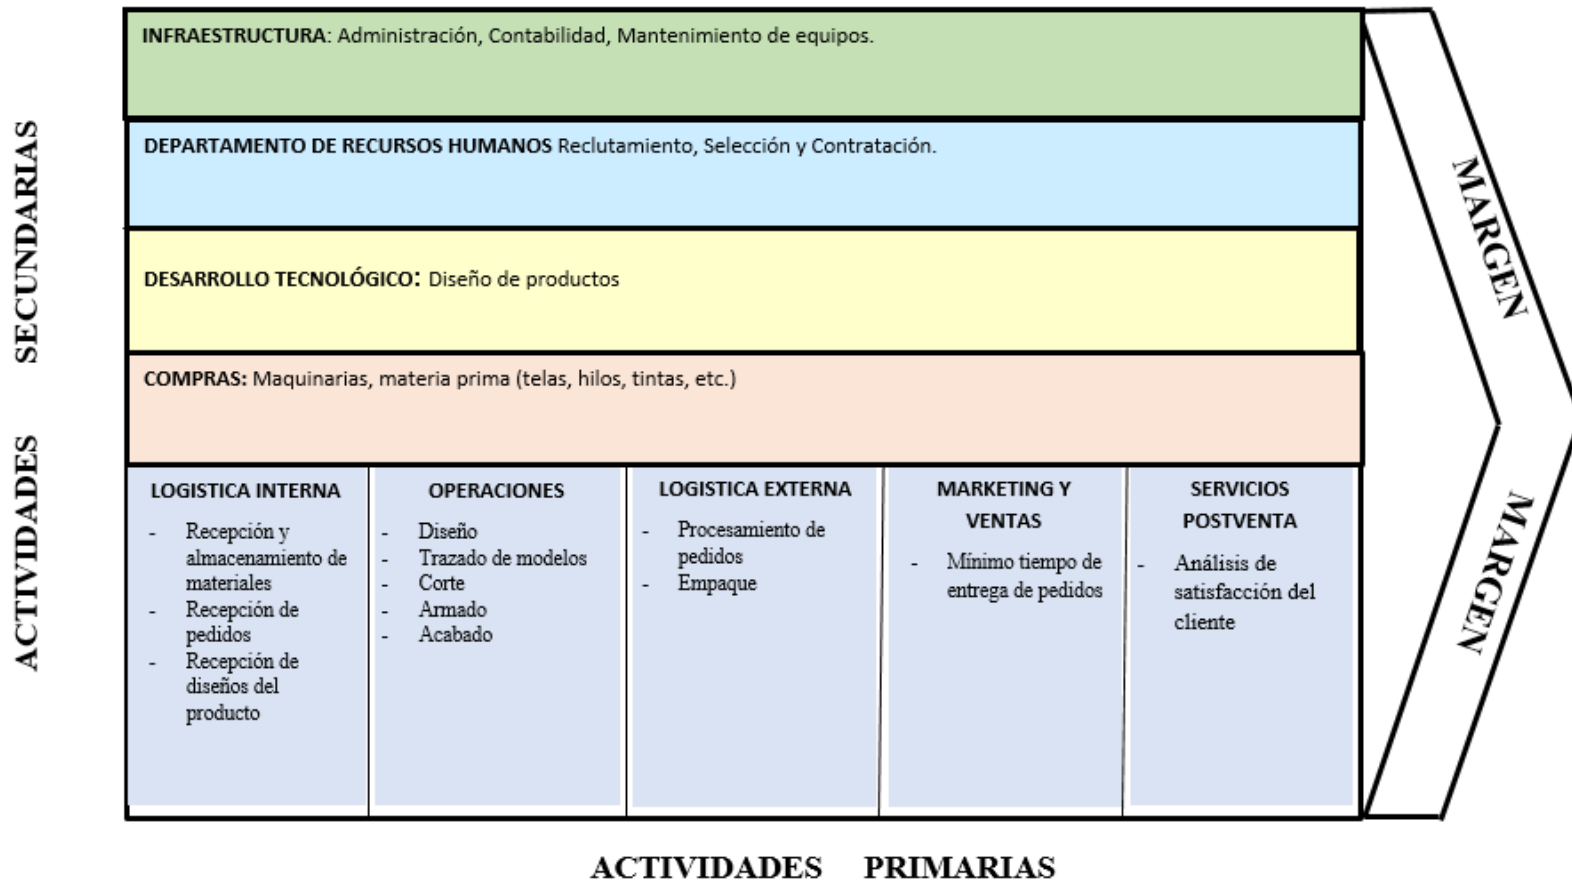 INFRAESTRUCTURA: Administración, Contabilidad, Mantenimiento de equipos.
DEPARTAMENTO DE RECURSOS HUMANOS Reclutamiento, Selección y Contratación.
DESARROLLO TECNOLÓGICO: Diseño de productos
COMPRAS: Maquinarias, materia prima (telas, hilos, tintas, etc.)
ACTIVIDADES SECUNDARIAS
LOGISTICA INTERNA
- Recepción y
almacenamiento de
materiales
- Recepción de
pedidos
- Recepción de
diseños del
producto
OPERACIONES
- Diseño
- Trazado de modelos
- Corte
- Armado
- Acabado
LOGISTICA EXTERNA
- Procesamiento de
pedidos
- Empaque
MARKETING Y
VENTAS
- Mínimo tiempo de
entrega de pedidos
SERVICIOS
POSTVENTA
- Análisis de
satisfacción del
cliente
MARGEN
MARGEN
ACTIVIDADES PRIMARIAS